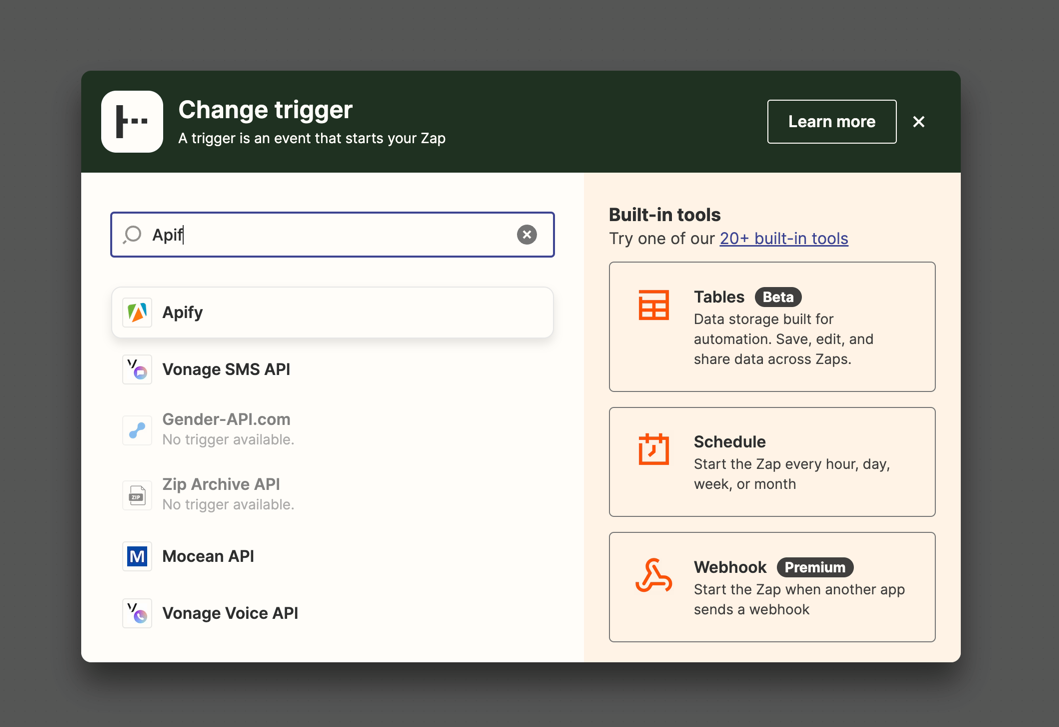 Change trigger
A trigger is an event that starts your Zap
Learn more
Apif
Apify
Vonage SMS API
Gender-API.com
No trigger available.
ZIP
Zip Archive API
No trigger available.
M
Mocean API
Vonage Voice API
Built-in tools
Try one of our 20+ built-in tools
Tables Beta
Data storage built for
automation. Save, edit, and
share data across Zaps.
Schedule
Start the Zap every hour, day,
week, or month
Webhook Premium
Start the Zap when another app
sends a webhook